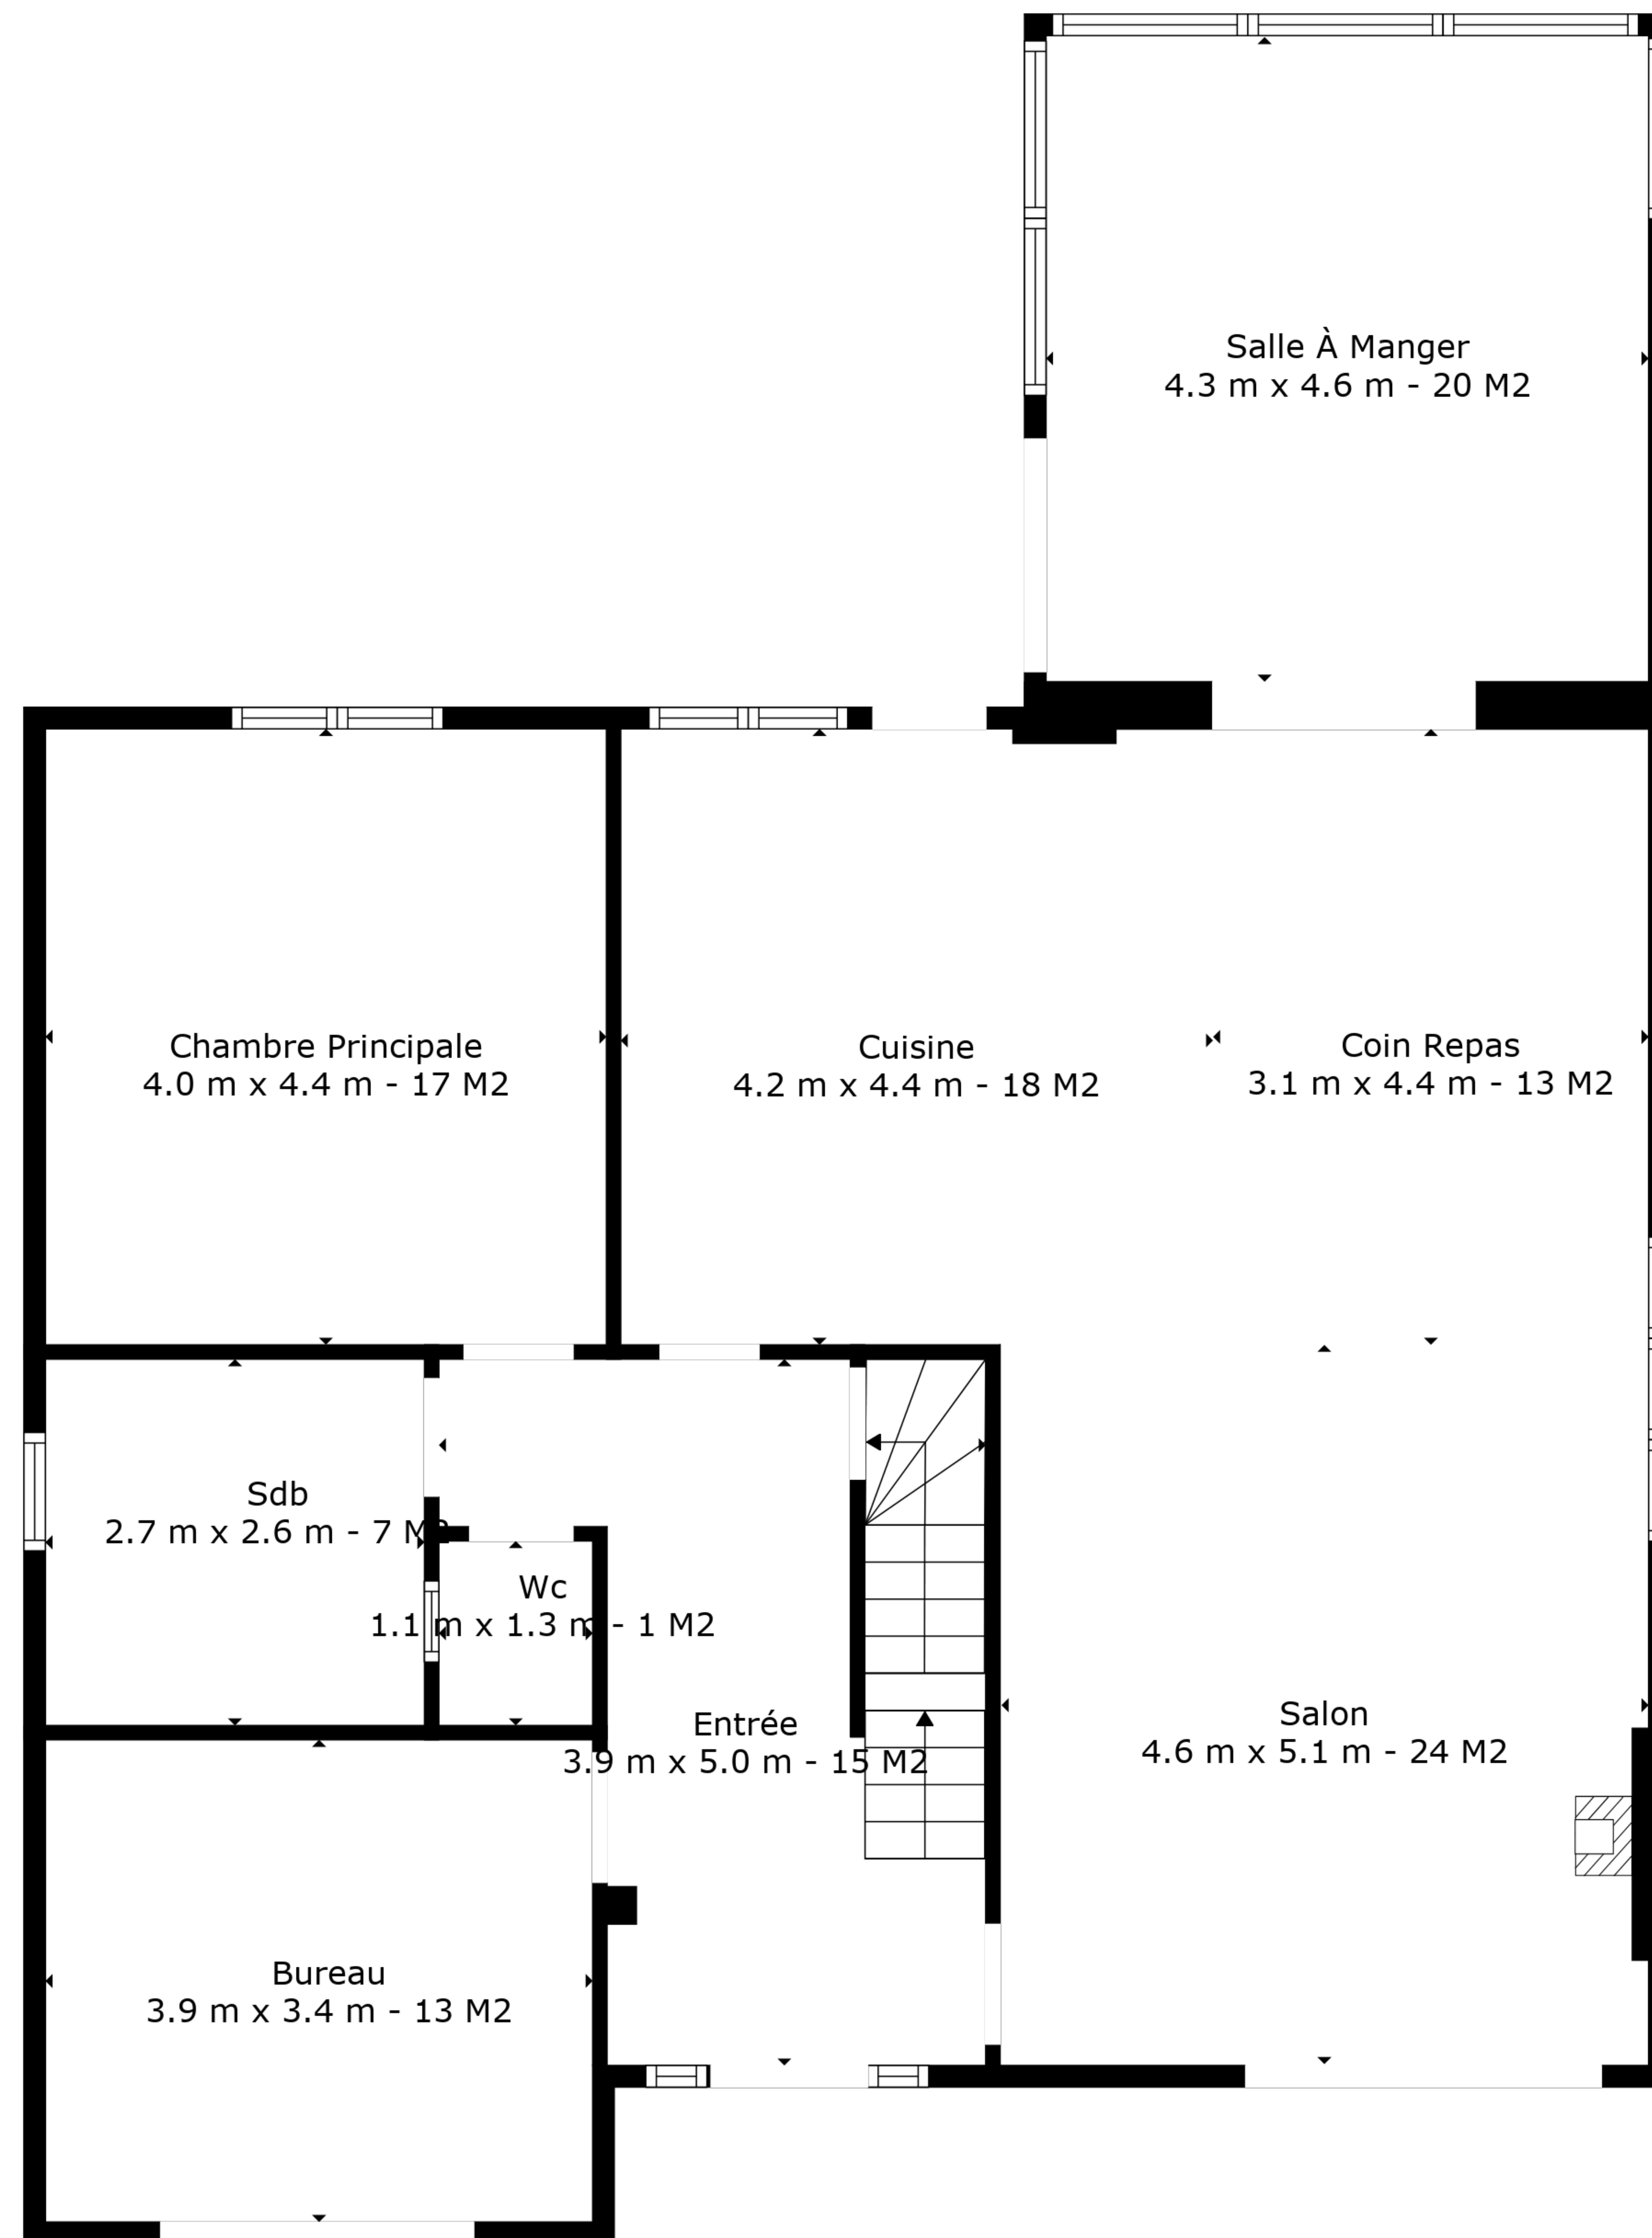 Salle À Manger
4.3 m x 4.6 m - 20 M2
Chambre Principale
4.0 m x 4.4 m - 17 M2
Cuisine
4.2 m x 4.4 m - 18 M2
Coin Repas
3.1 m x 4.4 m - 13 M2
Sdb
2.7 m x 2.6 m - 7 M2
Wc
1.1 m x 1.3 m - 1 M2
Entrée
3.9 m x 5.0 m - 15 M2
Salon
4.6 m x 5.1 m - 24 M2
Bureau
3.9 m x 3.4 m - 13 M2